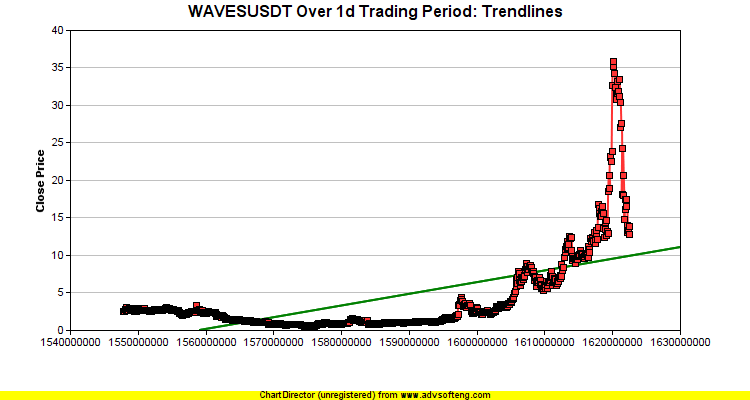 WAVESUSDT Over 1d Trading Period: Trendlines
Close Price
40
35
30
25
20
15
10
5
0
1540000000 1550000000 1560000000 1570000000 1580000000 1590000000 1600000000 1610000000 1620000000 1630000000
ChartDirector (unregistered) from www.advsofteng.com